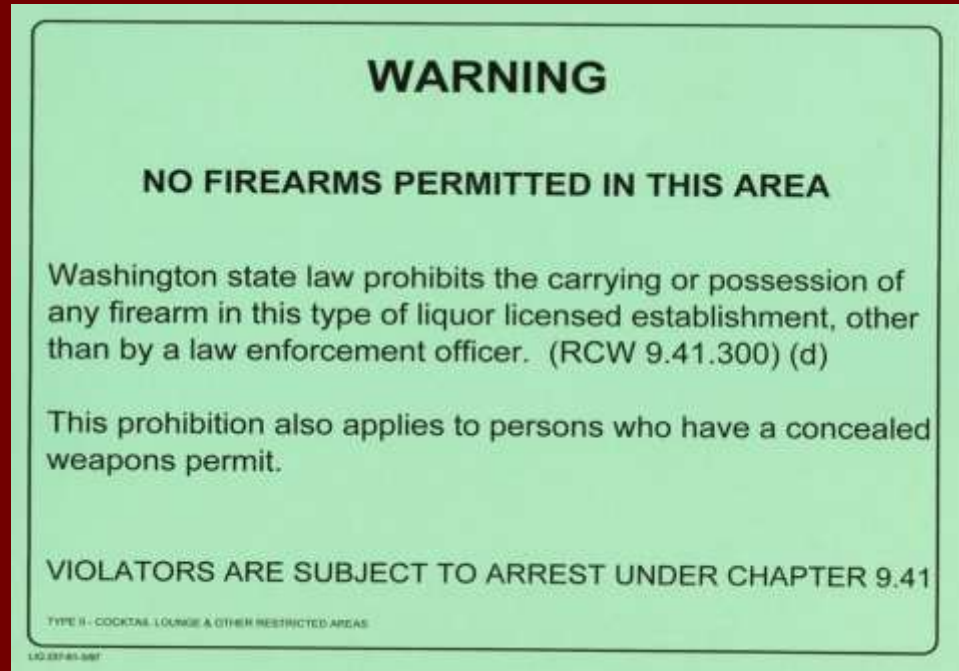 WARNING
NO FIREARMS PERMITTED IN THIS AREA
Washington state law prohibits the carrying or possession of
any firearm in this type of liquor licensed establishment, other
than by a law enforcement officer. (RCW 9.41.300) (d)
This prohibition also applies to persons who have a concealed
weapons permit.
VIOLATORS ARE SUBJECT TO ARREST UNDER CHAPTER 9.41
TYPE II - COCKTAIL LOUNGE & OTHER RESTRICTED AREAS